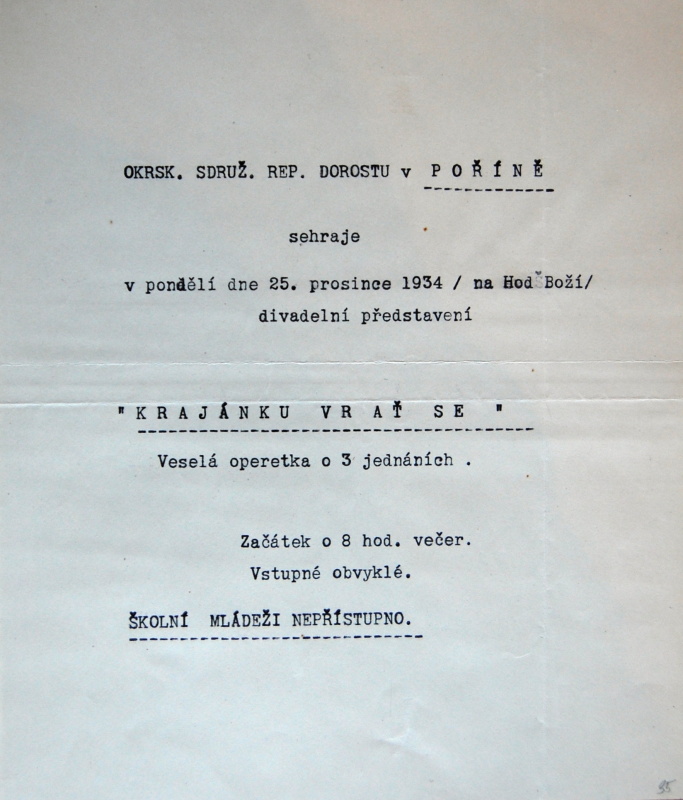 OKRSK. SDRUŽ. REP. DOROSTU v P O Ř Í N Ě
sehraje
v pondělí dne 25. prosince 1934 / na Hod Boží/
divadelní představení
" K R A J Á N K U  V R A Ť  S E "
Veselá operetka o 3 jednáních .
Začátek o 8 hod. večer.
Vstupné obvyklé.
ŠKOLNÍ MLÁDEŽI NEPŘÍSTUPNO.
35